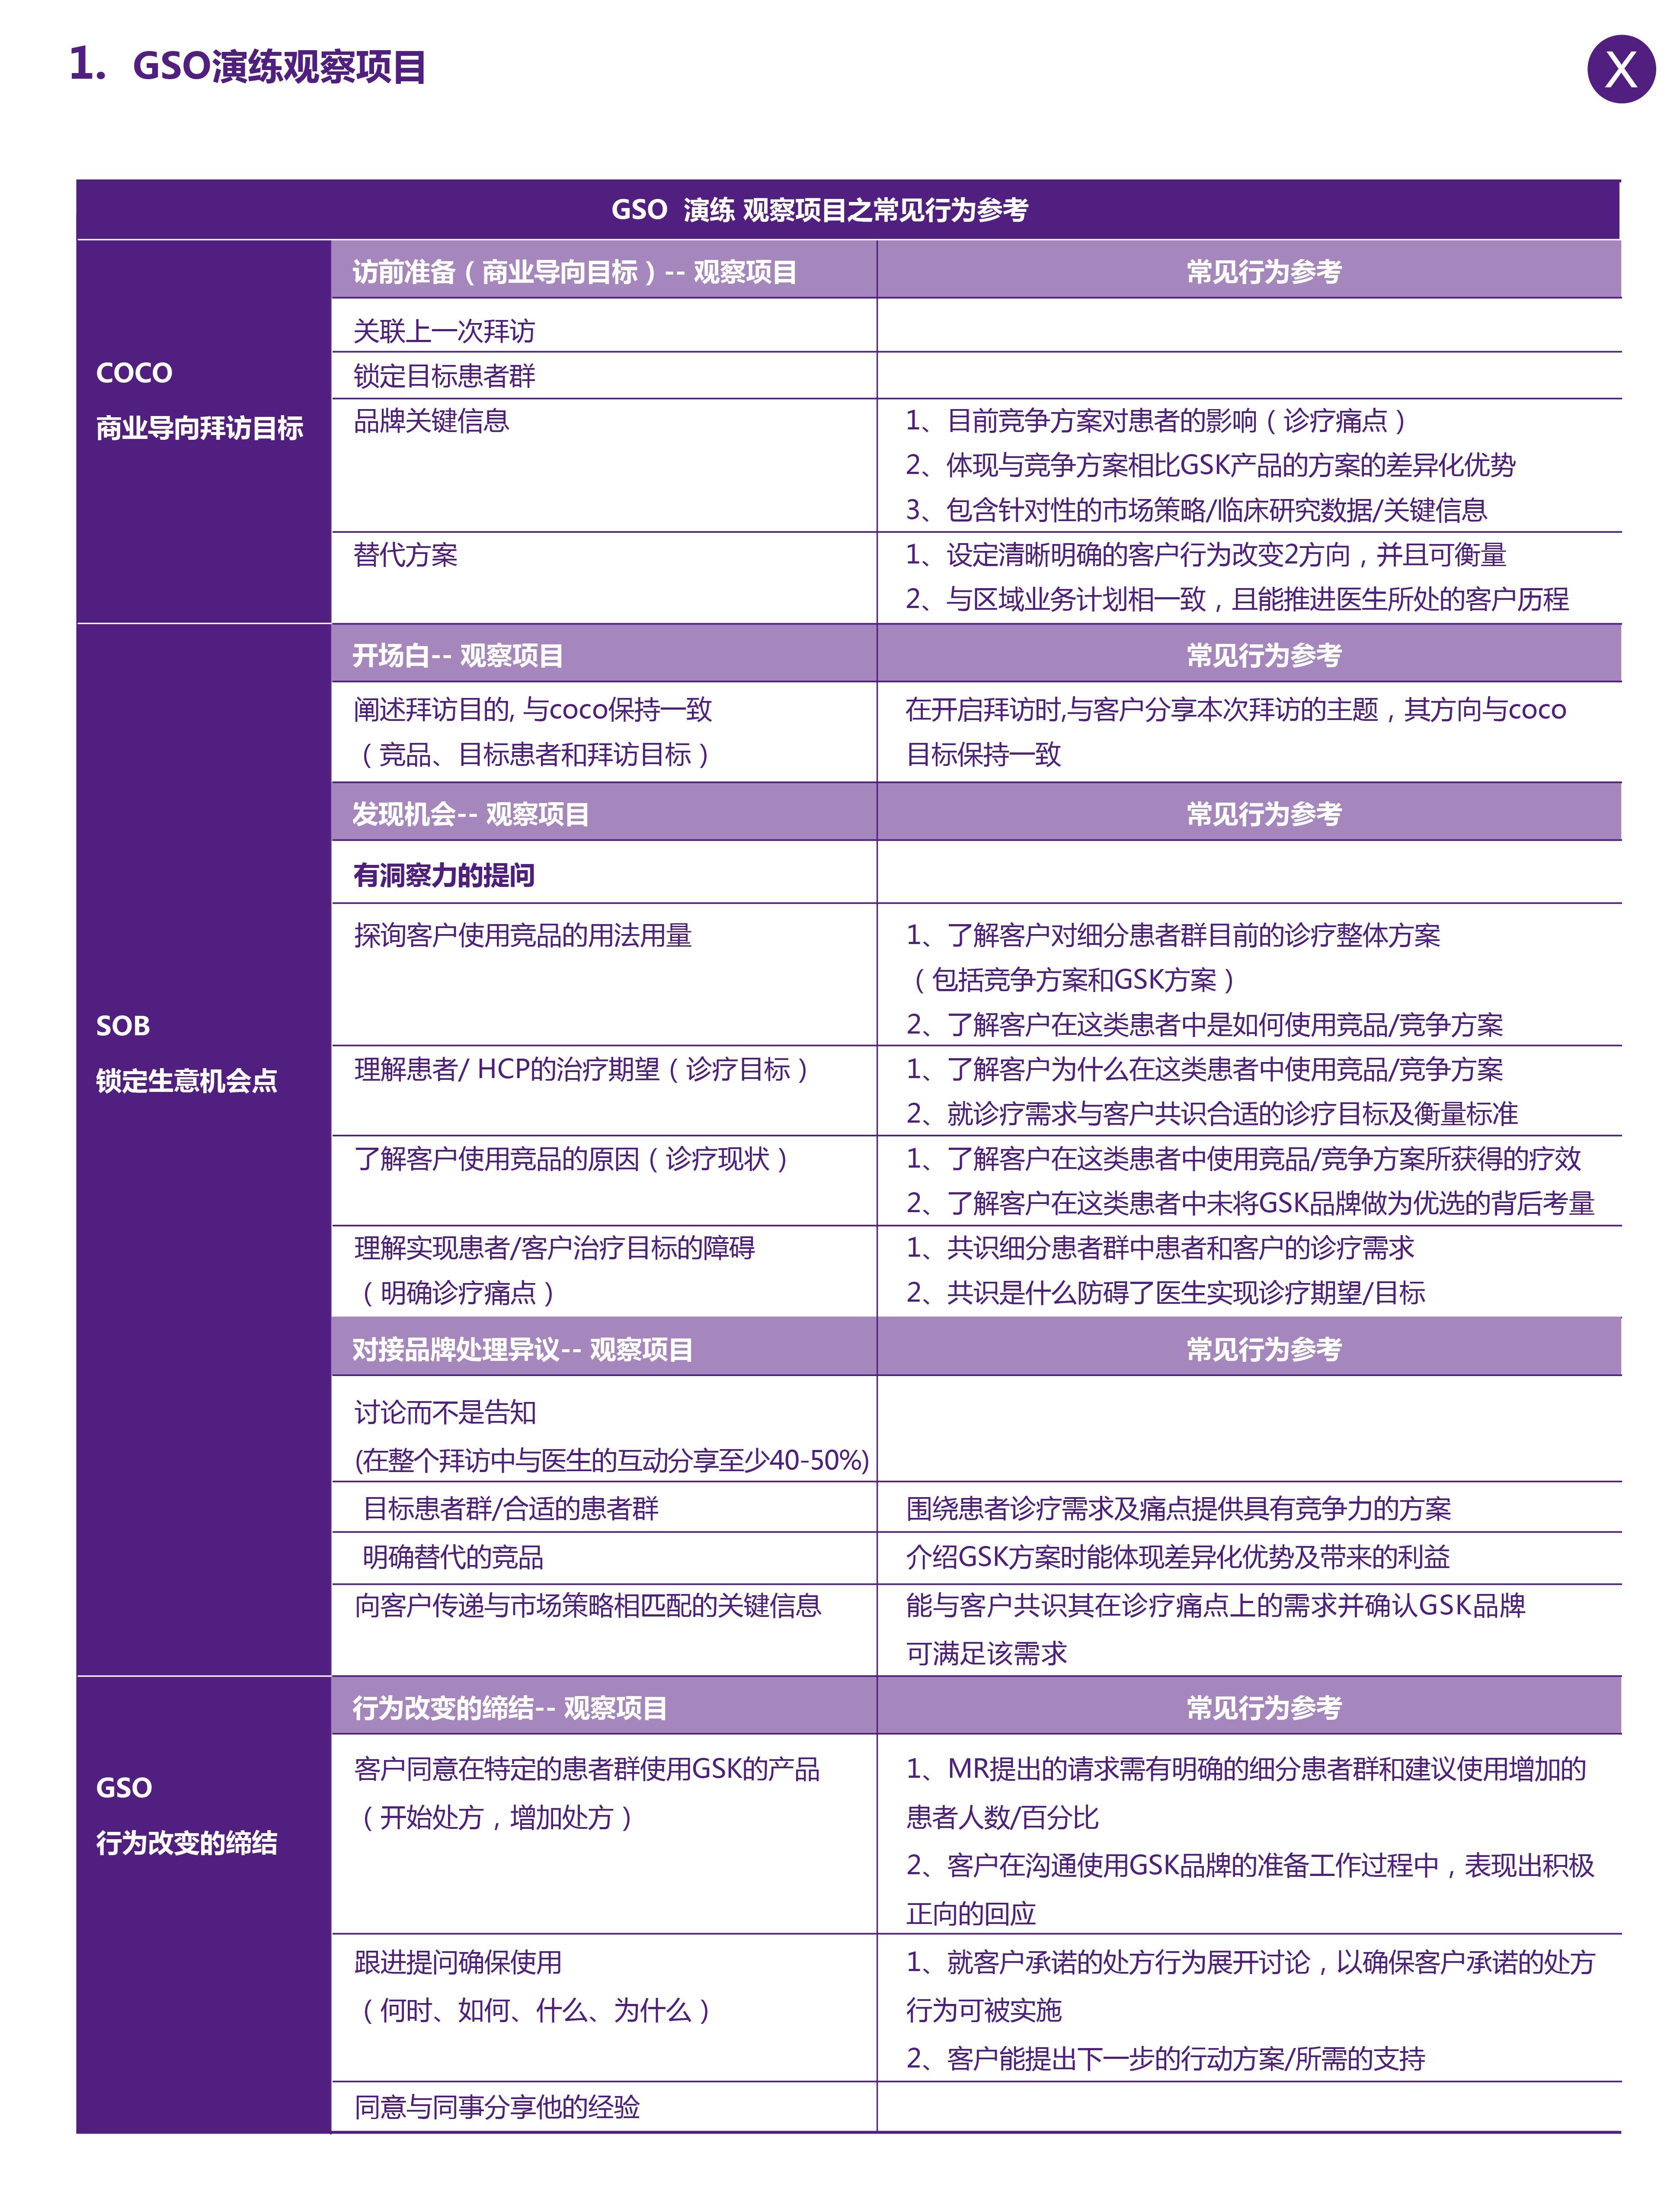 1. GSO演练观察项目
X
GSO 演练 观察项目之常见行为参考
COCO
商业导向拜访目标
访前准备（商业导向目标）-- 观察项目
常见行为参考
关联上一次拜访
锁定目标患者群
品牌关键信息
1、目前竞争方案对患者的影响（诊疗痛点）
2、体现与竞争方案相比GSK产品的方案的差异化优势
3、包含针对性的市场策略/临床研究数据/关键信息
替代方案
1、设定清晰明确的客户行为改变2方向，并且可衡量
2、与区域业务计划相一致，且能推进医生所处的客户历程
SOB
锁定生意机会点
开场白-- 观察项目
常见行为参考
阐述拜访目的, 与coco保持一致
（竞品、目标患者和拜访目标）
在开启拜访时,与客户分享本次拜访的主题，其方向与coco
目标保持一致
发现机会-- 观察项目
常见行为参考
有洞察力的提问
探询客户使用竞品的用法用量
1、了解客户对细分患者群目前的诊疗整体方案
（包括竞争方案和GSK方案）
2、了解客户在这类患者中是如何使用竞品/竞争方案
理解患者/ HCP的治疗期望（诊疗目标）
1、了解客户为什么在这类患者中使用竞品/竞争方案
2、就诊疗需求与客户共识合适的诊疗目标及衡量标准
了解客户使用竞品的原因（诊疗现状）
1、了解客户在这类患者中使用竞品/竞争方案所获得的疗效
2、了解客户在这类患者中未将GSK品牌做为优选的背后考量
理解实现患者/客户治疗目标的障碍
（明确诊疗痛点）
1、共识细分患者群中患者和客户的诊疗需求
2、共识是什么防碍了医生实现诊疗期望/目标
对接品牌处理异议-- 观察项目
常见行为参考
讨论而不是告知
(在整个拜访中与医生的互动分享至少40-50%)
目标患者群/合适的患者群
围绕患者诊疗需求及痛点提供具有竞争力的方案
明确替代的竞品
介绍GSK方案时能体现差异化优势及带来的利益
向客户传递与市场策略相匹配的关键信息
能与客户共识其在诊疗痛点上的需求并确认GSK品牌
可满足该需求
GSO
行为改变的缔结
行为改变的缔结-- 观察项目
常见行为参考
客户同意在特定的患者群使用GSK的产品
（开始处方，增加处方）
1、MR提出的请求需有明确的细分患者群和建议使用增加的
患者人数/百分比
2、客户在沟通使用GSK品牌的准备工作过程中，表现出积极
正向的回应
跟进提问确保使用
（何时、如何、什么、为什么）
1、就客户承诺的处方行为展开讨论，以确保客户承诺的处方
行为可被实施
2、客户能提出下一步的行动方案/所需的支持
同意与同事分享他的经验